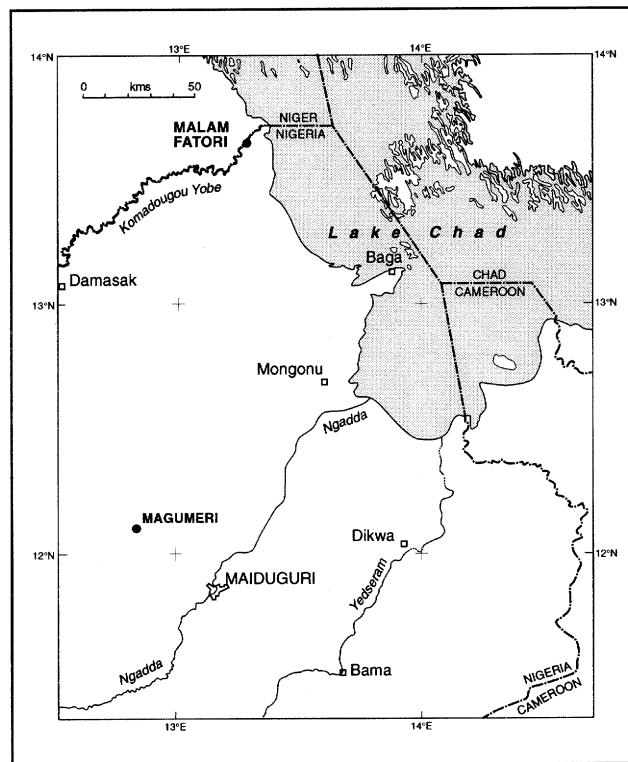 13°E
14°E
14°N
14°N
0 kms 50
NIGER
NIGERIA
MALAM
FATORI
Komadougou Yobe
Lake Chad
Baga
Damasak
CHAD
CAMEROON
13°N
13°N
Mongonu
Ngadda
MAGUMERI
Dikwa
12°N
12°N
MAIDUGURI
Yedseram
Ngadda
Bama
NIGERIA
CAMEROON
13°E
14°E